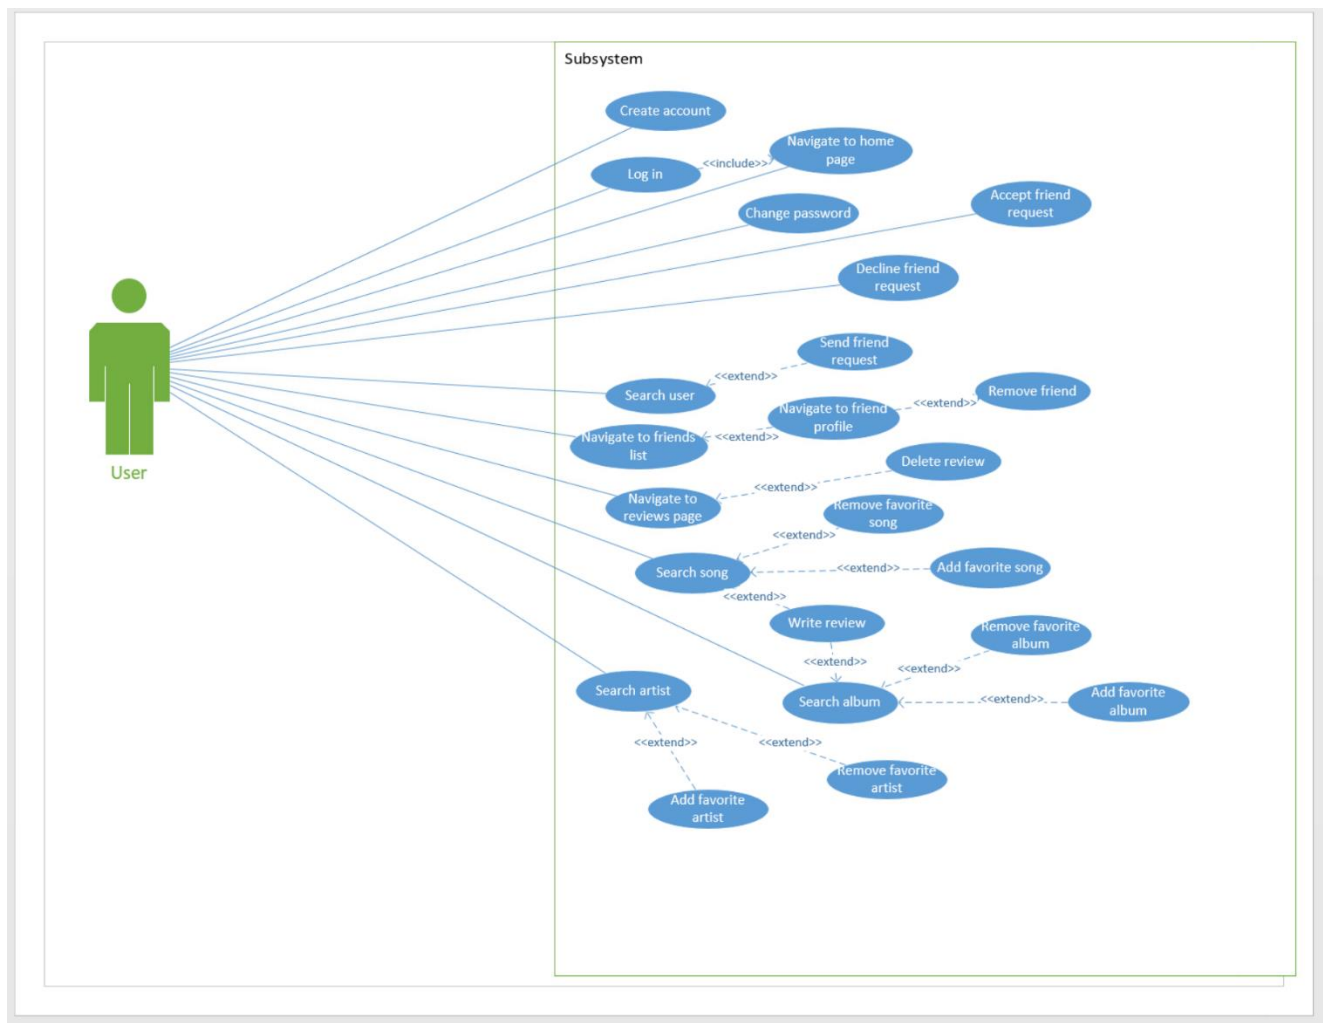 Subsystem
Create account
Navigate to home
page
<<include>>
Log in
Accept friend
request
Change password
Decline friend
request
Send friend
request
<<extend>>
Search user
Remove friend
<<extend>>
Navigate to friend
profile
<<extend>>
Navigate to friends
list
Delete review
User
<<extend>>
Navigate to
reviews page
Remove favorite
song
<<extend>>
Search song
<<extend>>
Add favorite song
<<extend>>
Write review
Remove favorite
album
<<extend>>
<<extend>>
Search artist
Search album
<<extend>>
Add favorite
album
<<extend>>
<<extend>>
Remove favorite
artist
Add favorite
artist